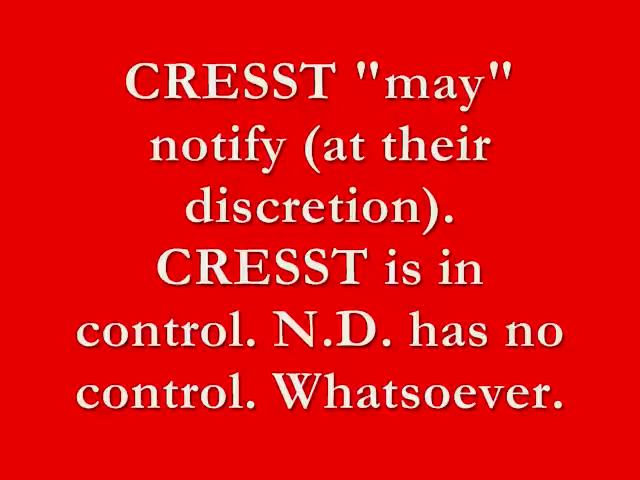 CRESST "may"
notify (at their
discretion).
CRESST is in
control. N.D. has no
control. Whatsoever.